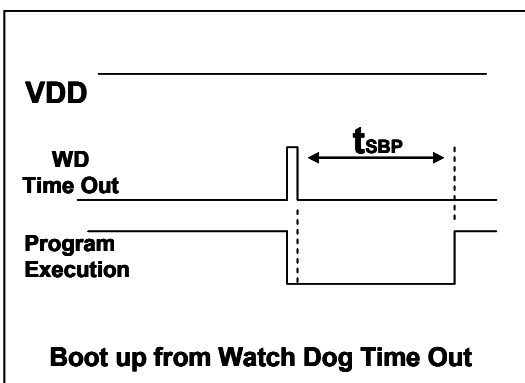 VDD
tSBP
WD
Time Out
Program
Execution
Boot up from Watch Dog Time Out